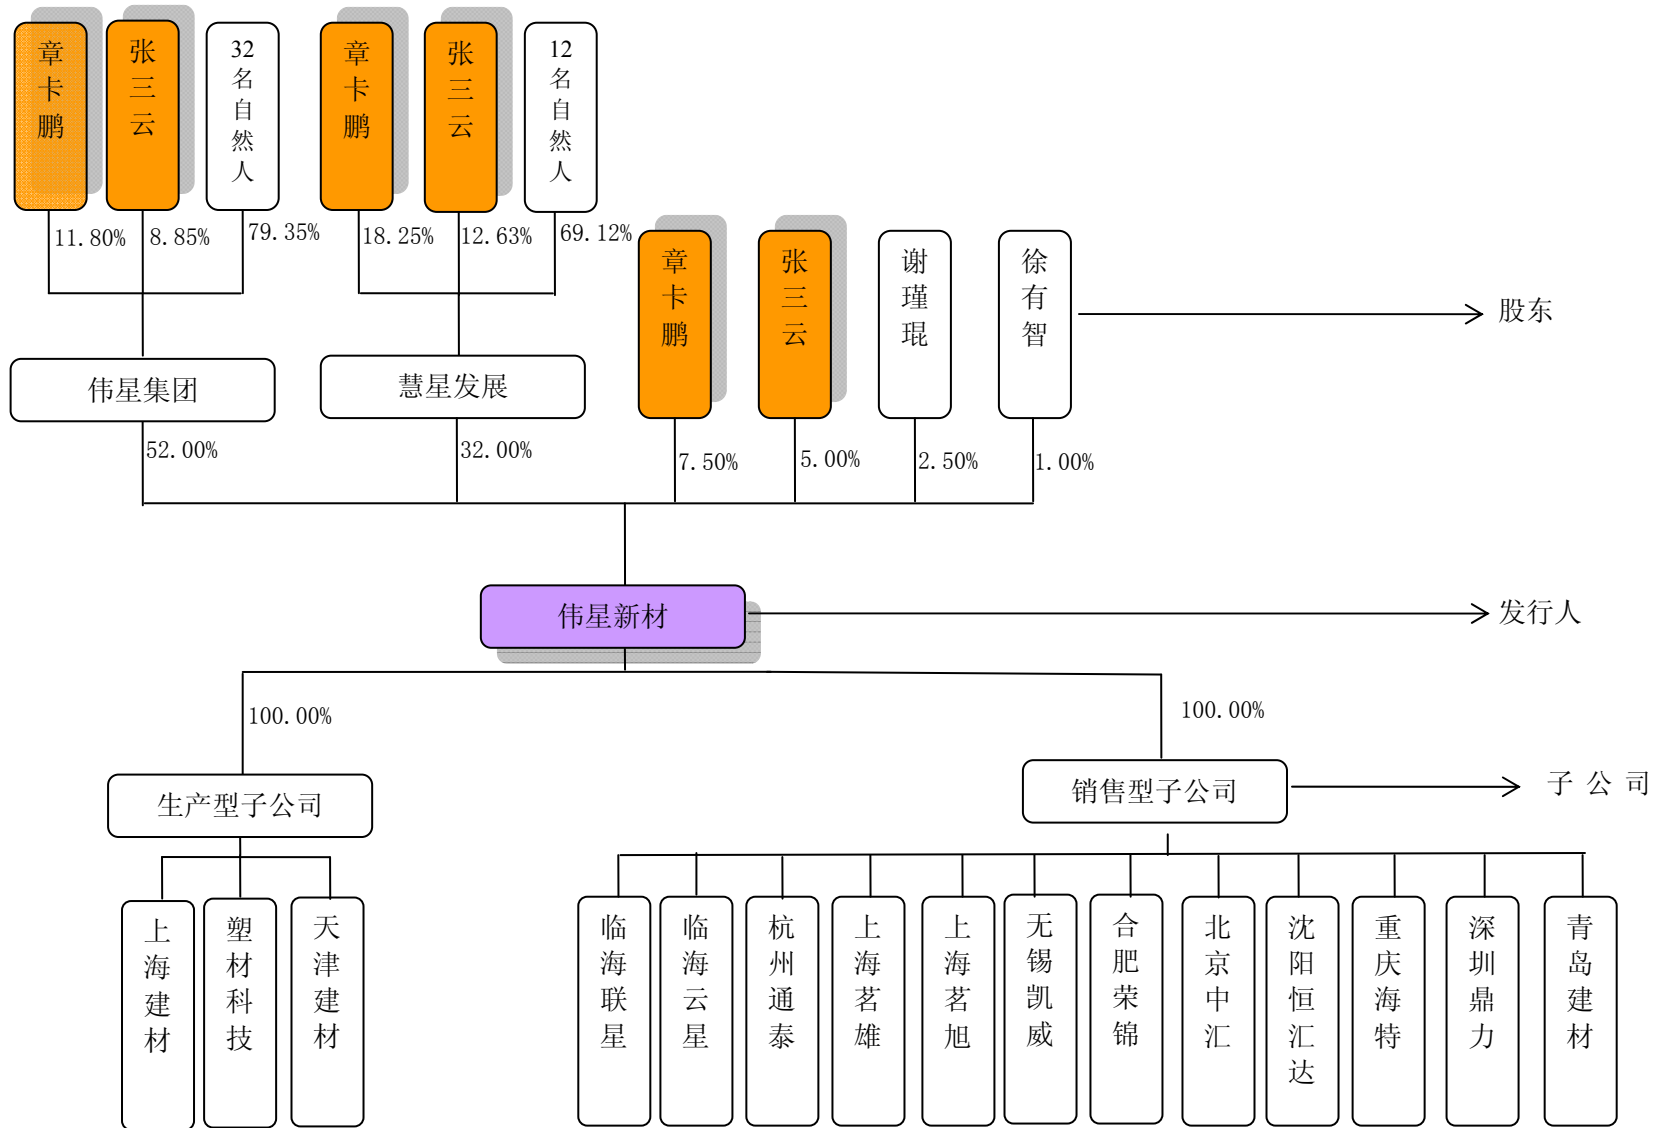 章卡鹏
张三云
32名自然人
章卡鹏
张三云
12名自然人
11.80%
8.85%
79.35%
18.25%
12.63%
69.12%
章卡鹏
张三云
谢瑾琨
徐有智
股东
伟星集团
慧星发展
52.00%
32.00%
7.50%
5.00%
2.50%
1.00%
伟星新材
发行人
100.00%
100.00%
生产型子公司
销售型子公司
子公司
上海建材
塑材科技
天津建材
临海联星
临海云星
杭州通泰
上海茗雄
上海茗旭
无锡凯威
合肥荣锦
北京中汇
沈阳恒汇达
重庆海特
深圳鼎力
青岛建材